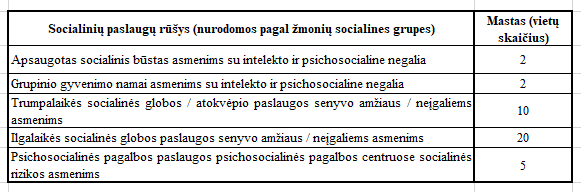 Socialinių paslaugų rūšys (nurodomos pagal žmonių socialines grupes)
Mastas (vietų
skaičius)
Apsaugotas socialinis būstas asmenims su intelekto ir psichosocialine negalia
2
Grupinio gyvenimo namai asmenims su intelekto ir psichosocialine negalia
2
Trumpalaikės socialinės globos / atokvėpio paslaugos senyvo amžiaus / neįgaliems
asmenims
10
Ilgalaikės socialinės globos paslaugos senyvo amžiaus / neįgaliems asmenims
20
Psichosocialinės pagalbos paslaugos psichosocialinės pagalbos centruose socialinės
rizikos asmenims
5